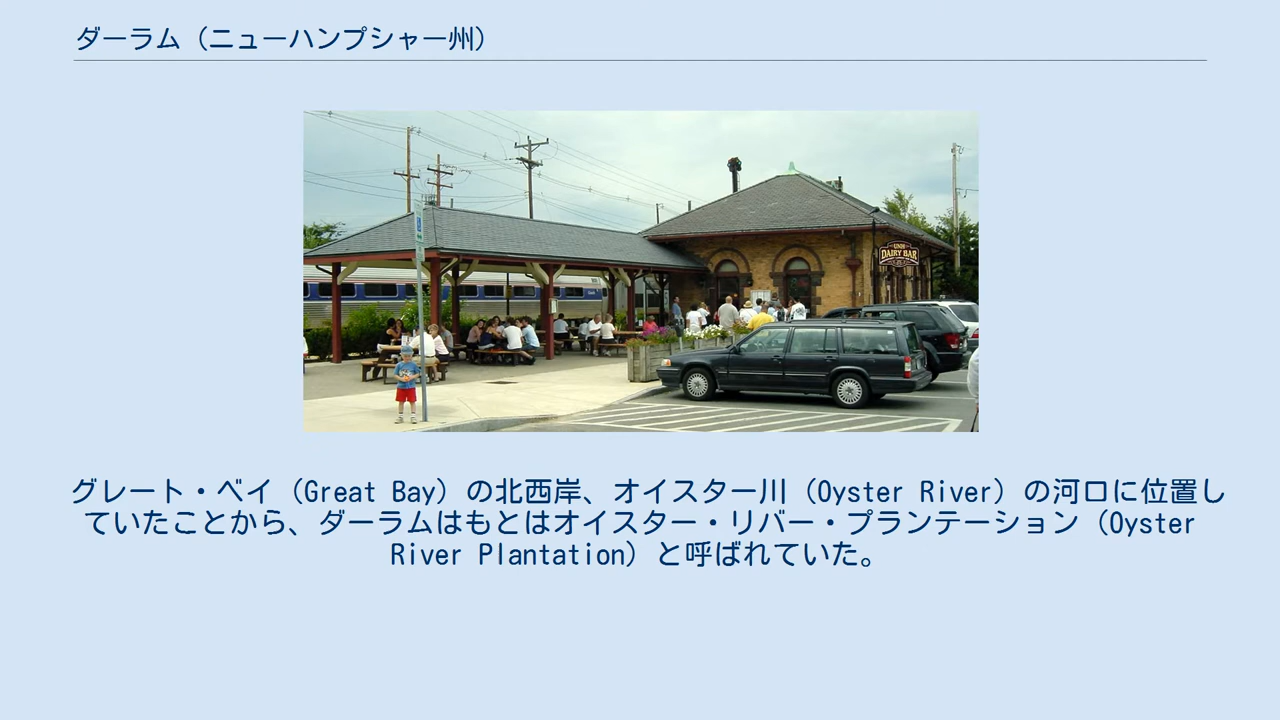 ダーラム（ニューハンプシャー州）
UNH
DAIRY BAR
グレート・ベイ（Great Bay）の北西岸、オイスター川（Oyster River）の河口に位置し
ていたことから、ダーラムはもとはオイスター・リバー・プランテーション（Oyster
River Plantation）と呼ばれていた。